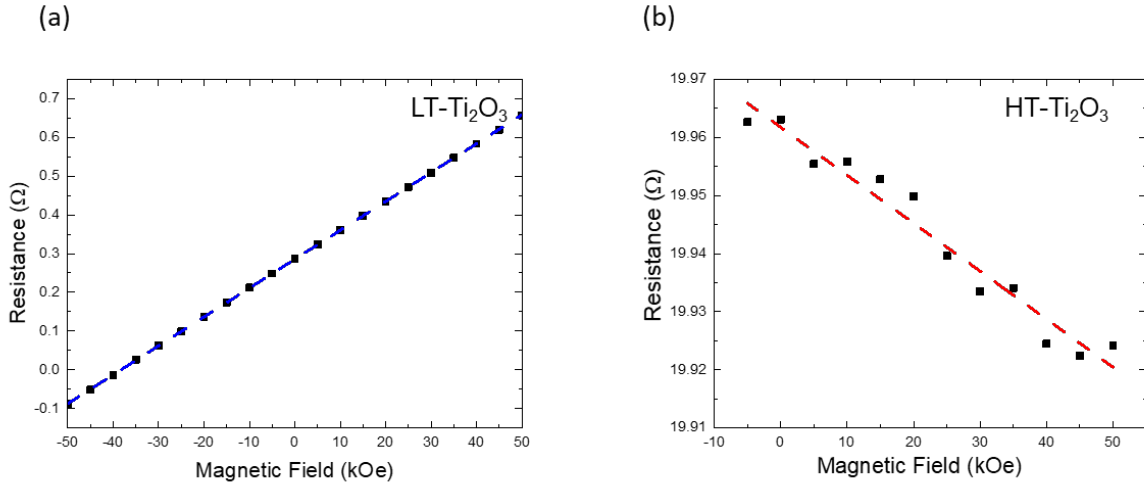 (a)
LT-Ti₂O₃
Resistance (Ω)
0.7
0.6
0.5
0.4
0.3
0.2
0.1
0.0
-0.1
-50 -40 -30 -20 -10 0 10 20 30 40 50
Magnetic Field (kOe)
(b)
HT-Ti₂O₃
Resistance (Ω)
19.97
19.96
19.95
19.94
19.93
19.92
19.91
-10 0 10 20 30 40 50
Magnetic Field (kOe)